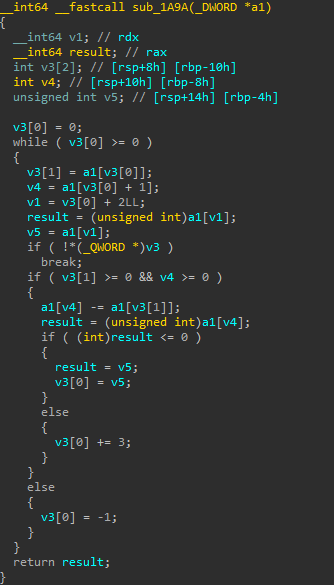 __int64 __fastcall sub_1A9A(_DWORD *a1)
{
  __int64 v1; // rdx
  __int64 result; // rax
  int v3[2]; // [rsp+8h] [rbp-10h]
  int v4; // [rsp+10h] [rbp-8h]
  unsigned int v5; // [rsp+14h] [rbp-4h]

  v3[0] = 0;
  while ( v3[0] >= 0 )
  {
    v3[1] = a1[v3[0]];
    v4 = a1[v3[0] + 1];
    v1 = v3[0] + 2LL;
    result = (unsigned int)a1[v1];
    v5 = a1[v1];
    if ( !*(_QWORD *)v3 )
      break;
    if ( v3[1] >= 0 && v4 >= 0 )
    {
      a1[v4] -= a1[v3[1]];
      result = (unsigned int)a1[v4];
      if ( (int)result <= 0 )
      {
        result = v5;
        v3[0] = v5;
      }
      else
      {
        v3[0] += 3;
      }
    }
    else
    {
      v3[0] = -1;
    }
  }
  return result;
}